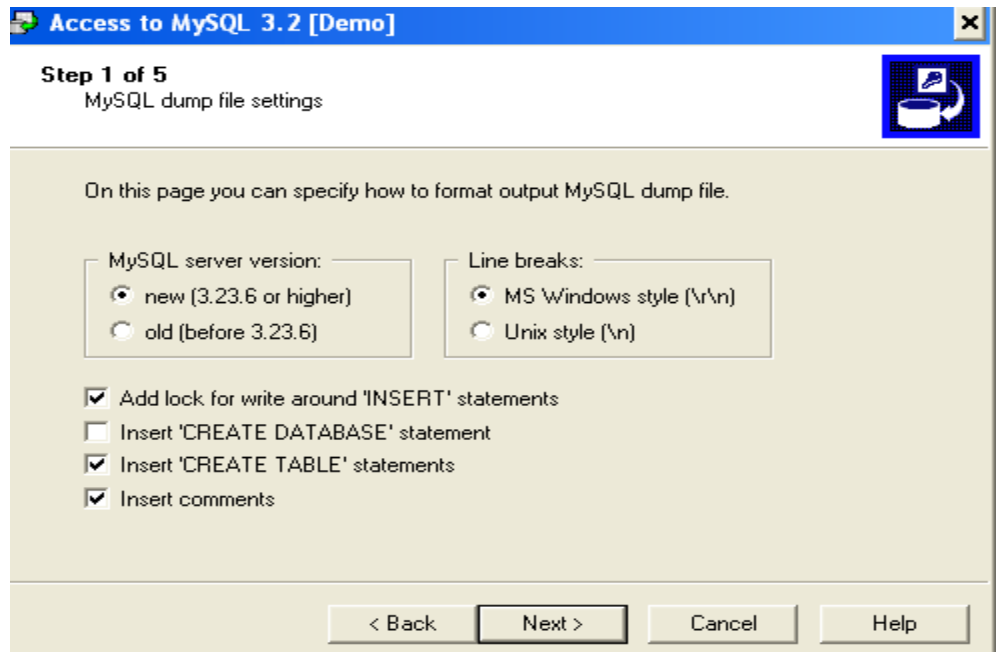 Access to MySQL 3.2 [Demo]
Step 1 of 5
MySQL dump file settings
On this page you can specify how to format output MySQL dump file.
MySQL server version:
new (3.23.6 or higher)
old (before 3.23.6)
Line breaks:
MS Windows style (\r\n)
Unix style (\n)
Add lock for write around 'INSERT' statements
Insert 'CREATE DATABASE' statement
Insert 'CREATE TABLE' statements
Insert comments
< Back Next > Cancel Help